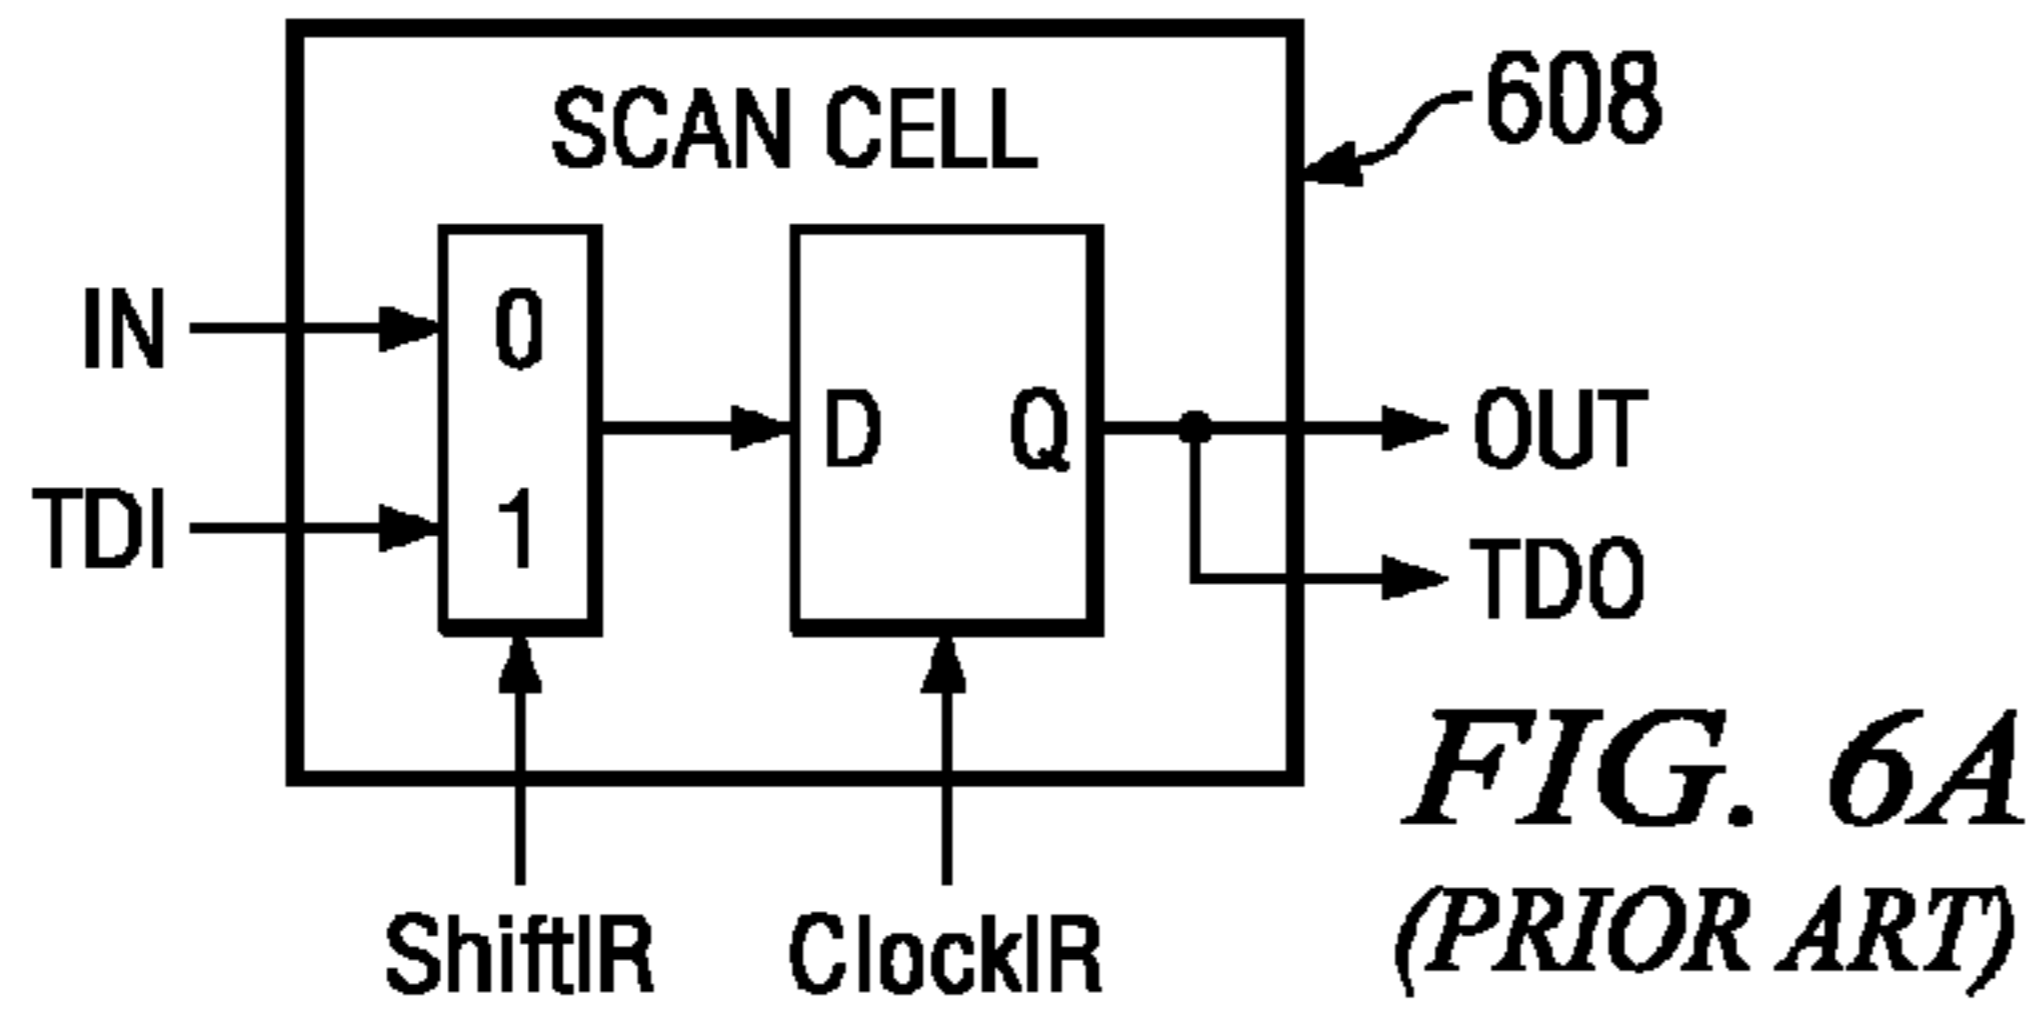 SCAN CELL
608
IN
0
TDI
1
D
Q
OUT
TDO
ShiftIR
ClockIR
FIG. 6A
(PRIOR ART)